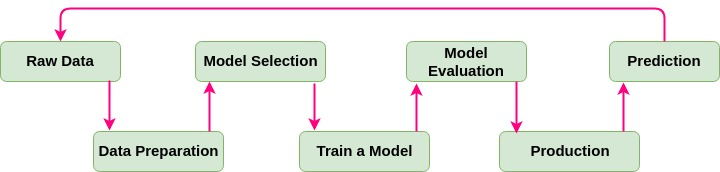 Raw Data
Model Selection
Model
Evaluation
Prediction
Data Preparation
Train a Model
Production